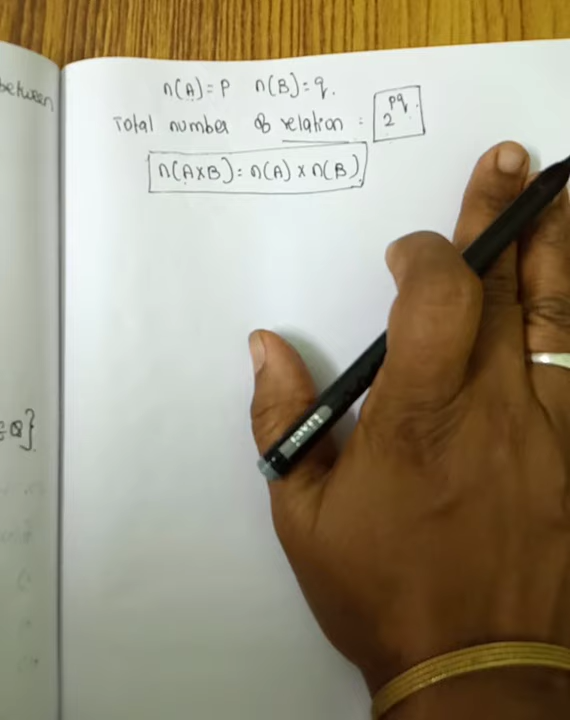 between
n(A) = p n(B) = q.
Total number of relation = 2^pq.
n(A×B) = n(A) × n(B)